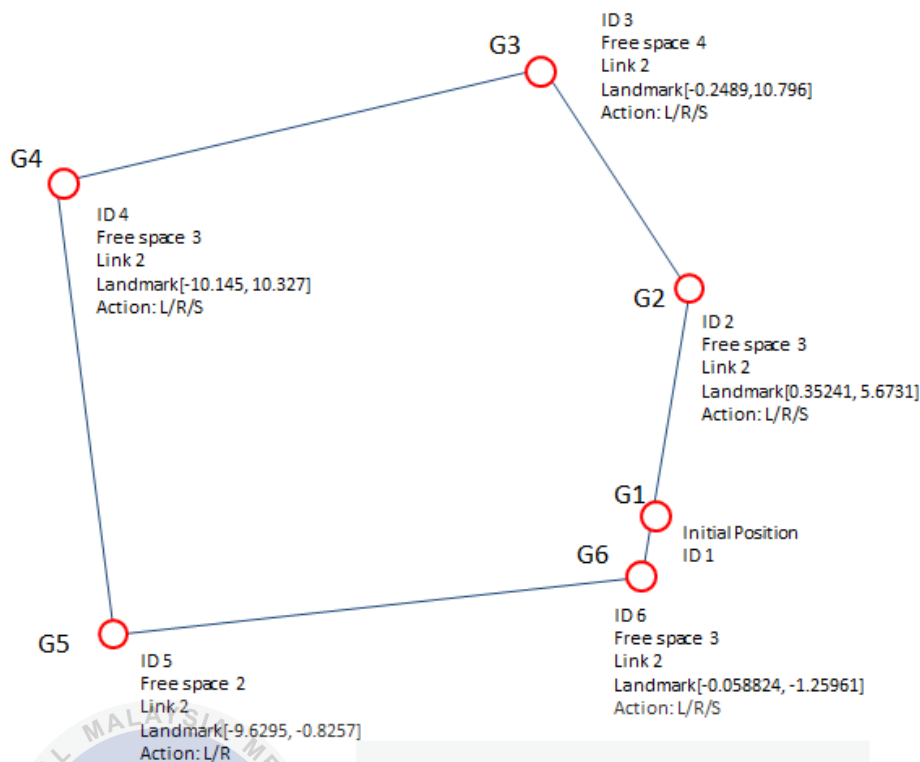 G3
ID 3
Free space 4
Link 2
Landmark[-0.2489,10.796]
Action: L/R/S
G4
ID 4
Free space 3
Link 2
Landmark[-10.145, 10.327]
Action: L/R/S
G2
ID 2
Free space 3
Link 2
Landmark[0.35241, 5.6731]
Action: L/R/S
G1
Initial Position
ID 1
G6
ID 6
Free space 3
Link 2
Landmark[-0.058824, -1.25961]
Action: L/R/S
G5
ID 5
Free space 2
Link 2
Landmark[-9.6295, -0.8257]
Action: L/R
MALAYSIA